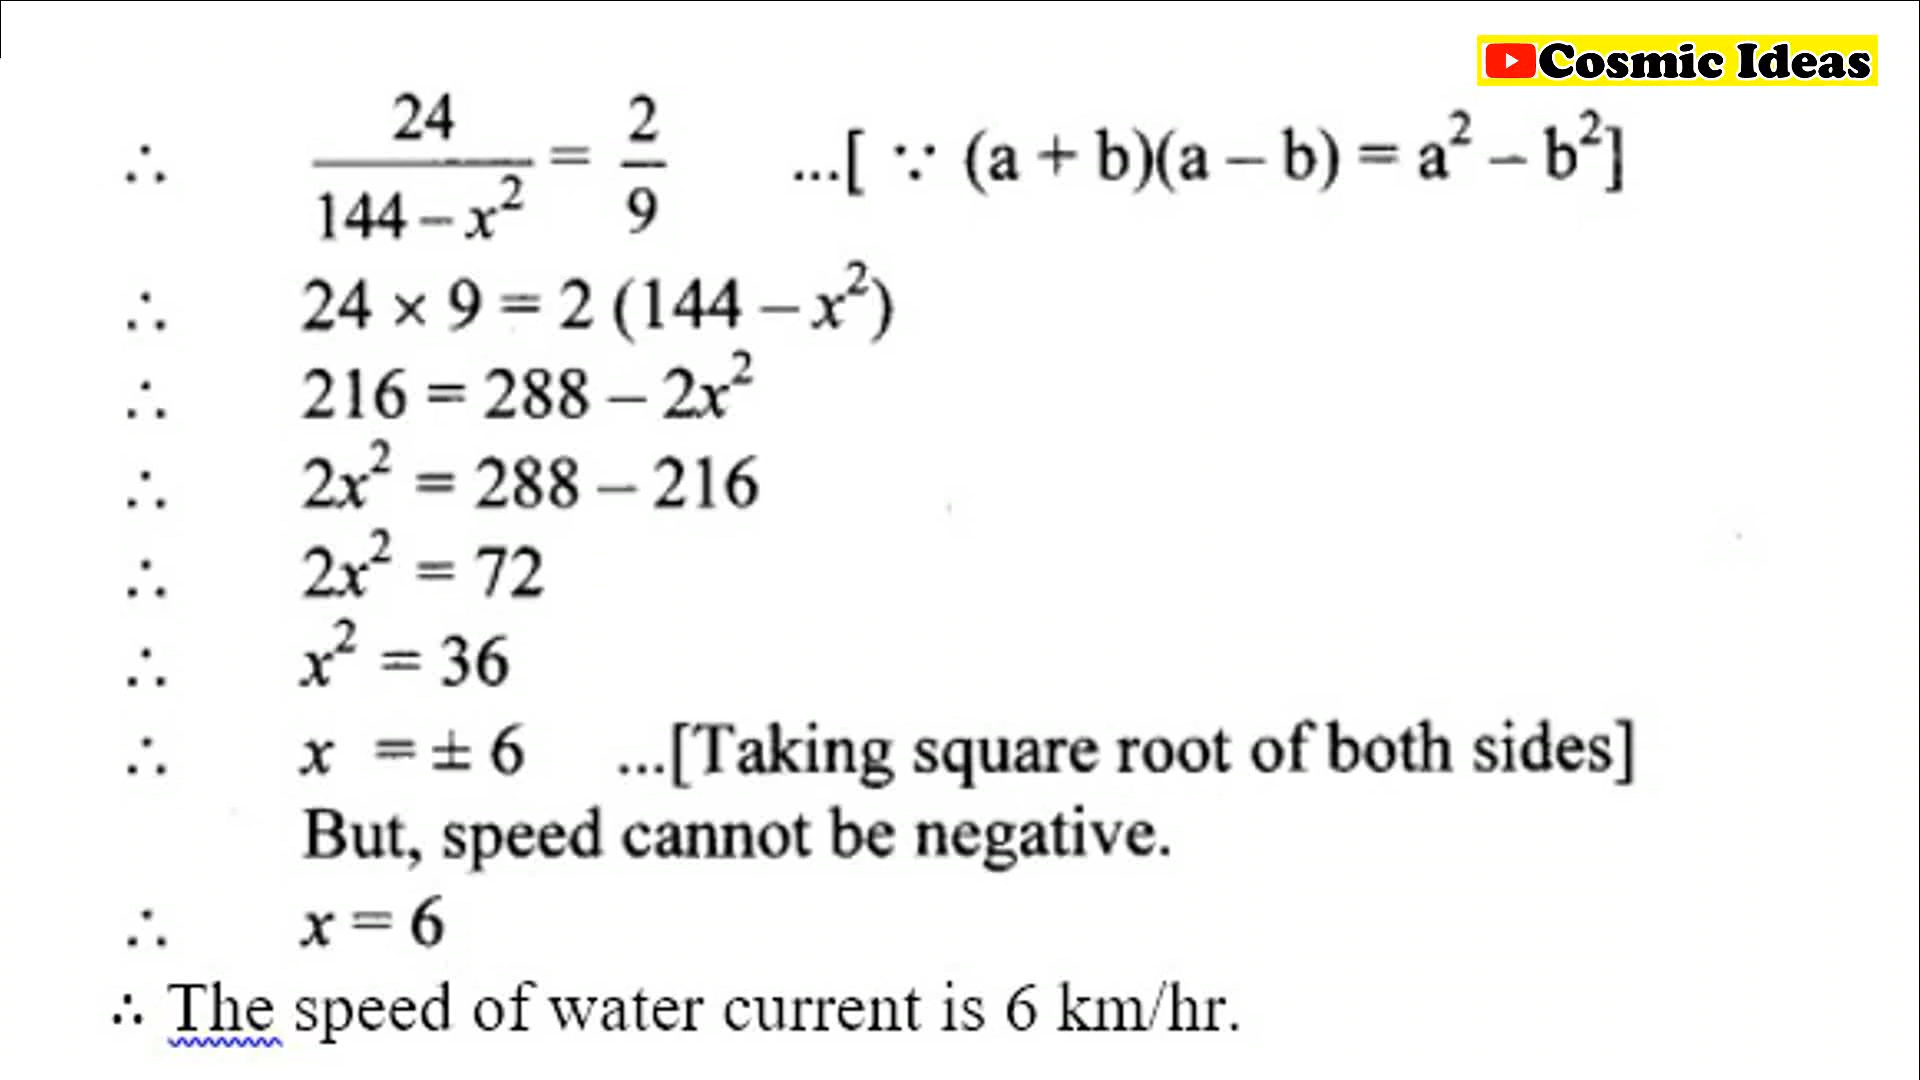 Cosmic Ideas
∴ 24/(144 – x²) = 2/9 ...[ ∵ (a + b)(a – b) = a² – b²]
∴ 24 × 9 = 2 (144 – x²)
∴ 216 = 288 – 2x²
∴ 2x² = 288 – 216
∴ 2x² = 72
∴ x² = 36
∴ x = ± 6 ...[Taking square root of both sides]
But, speed cannot be negative.
∴ x = 6
∴ The speed of water current is 6 km/hr.